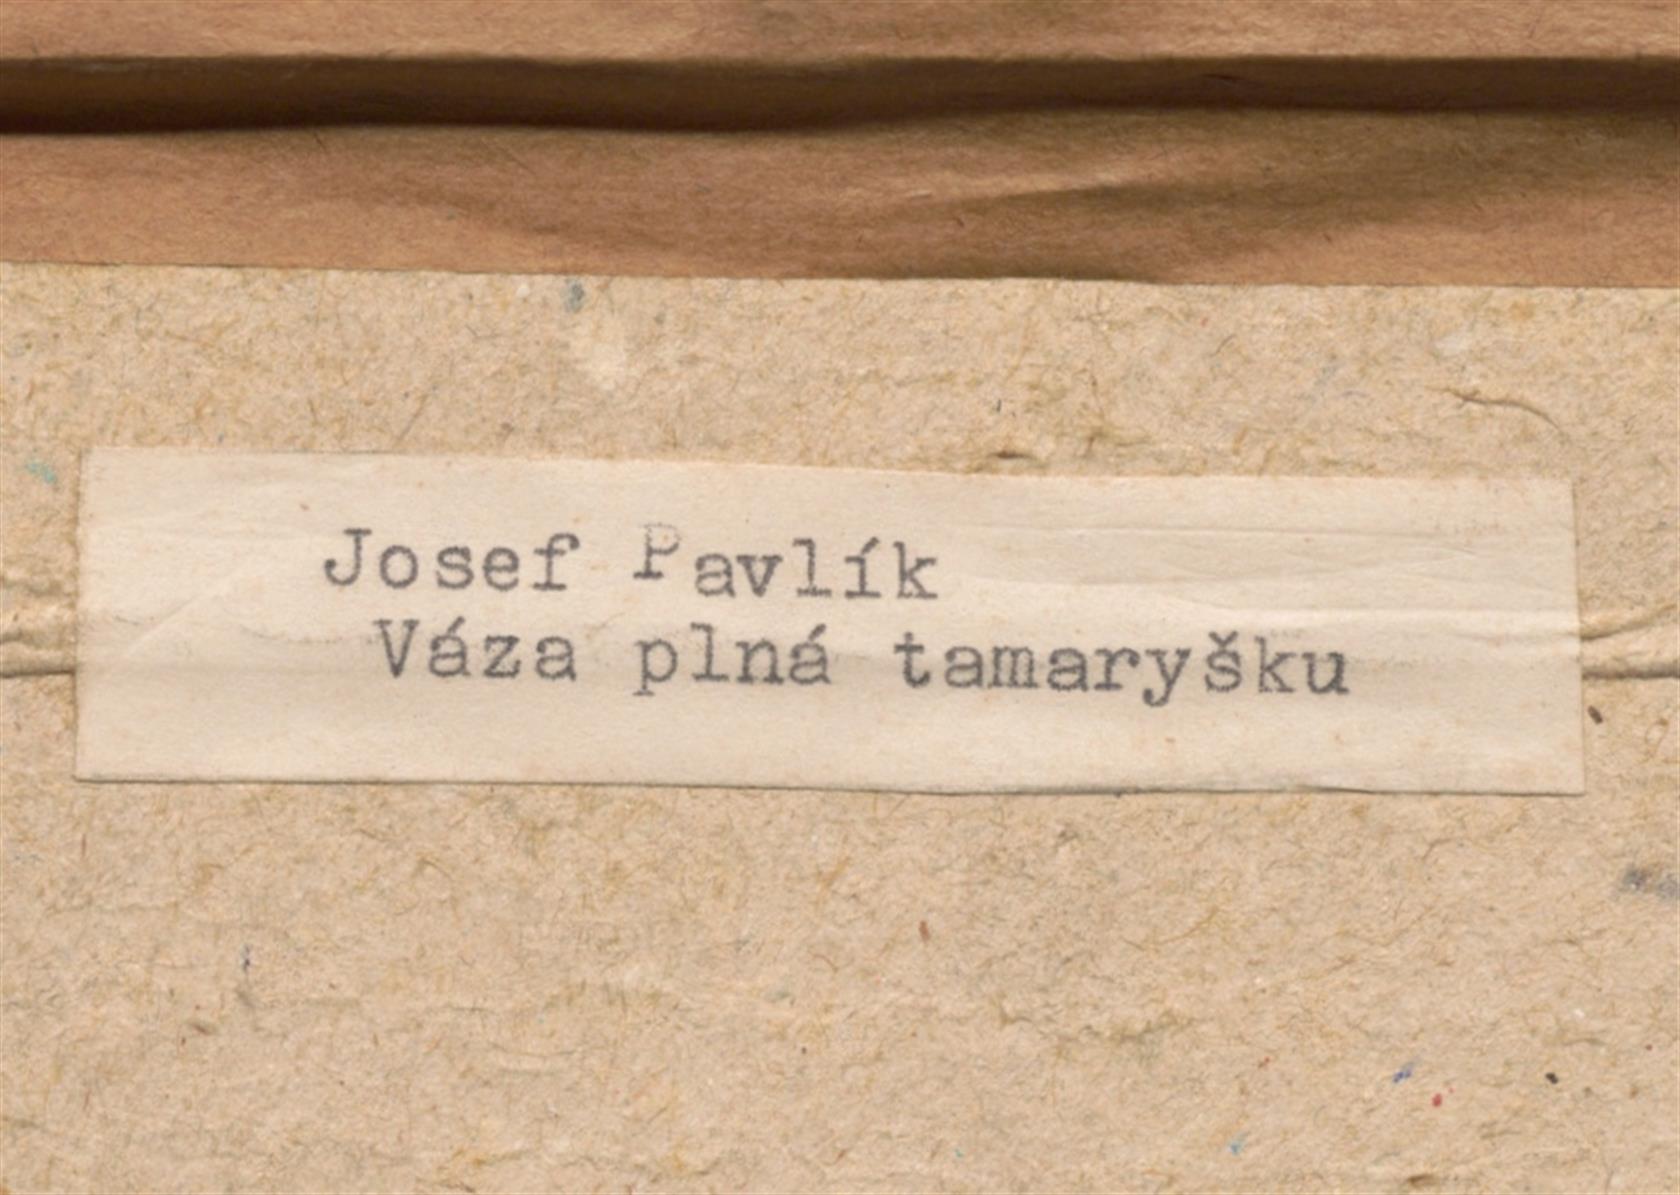 Josef Pavlík
Váza plná tamaryšku